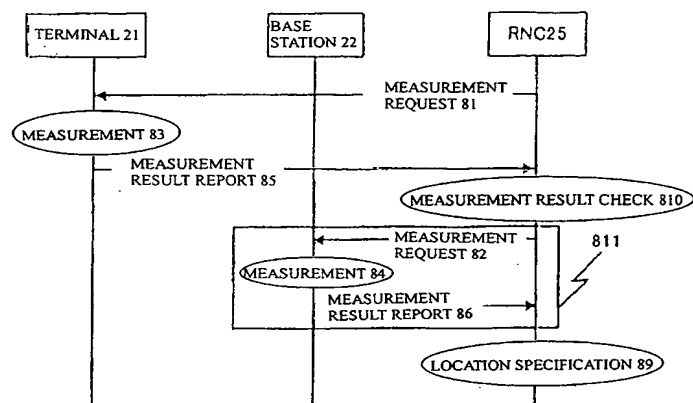 TERMINAL 21
BASE
STATION 22
RNC25
MEASUREMENT
REQUEST 81
MEASUREMENT 83
MEASUREMENT
RESULT REPORT 85
MEASUREMENT RESULT CHECK 810
MEASUREMENT
REQUEST 82
811
MEASUREMENT 84
MEASUREMENT
RESULT REPORT 86
LOCATION SPECIFICATION 89